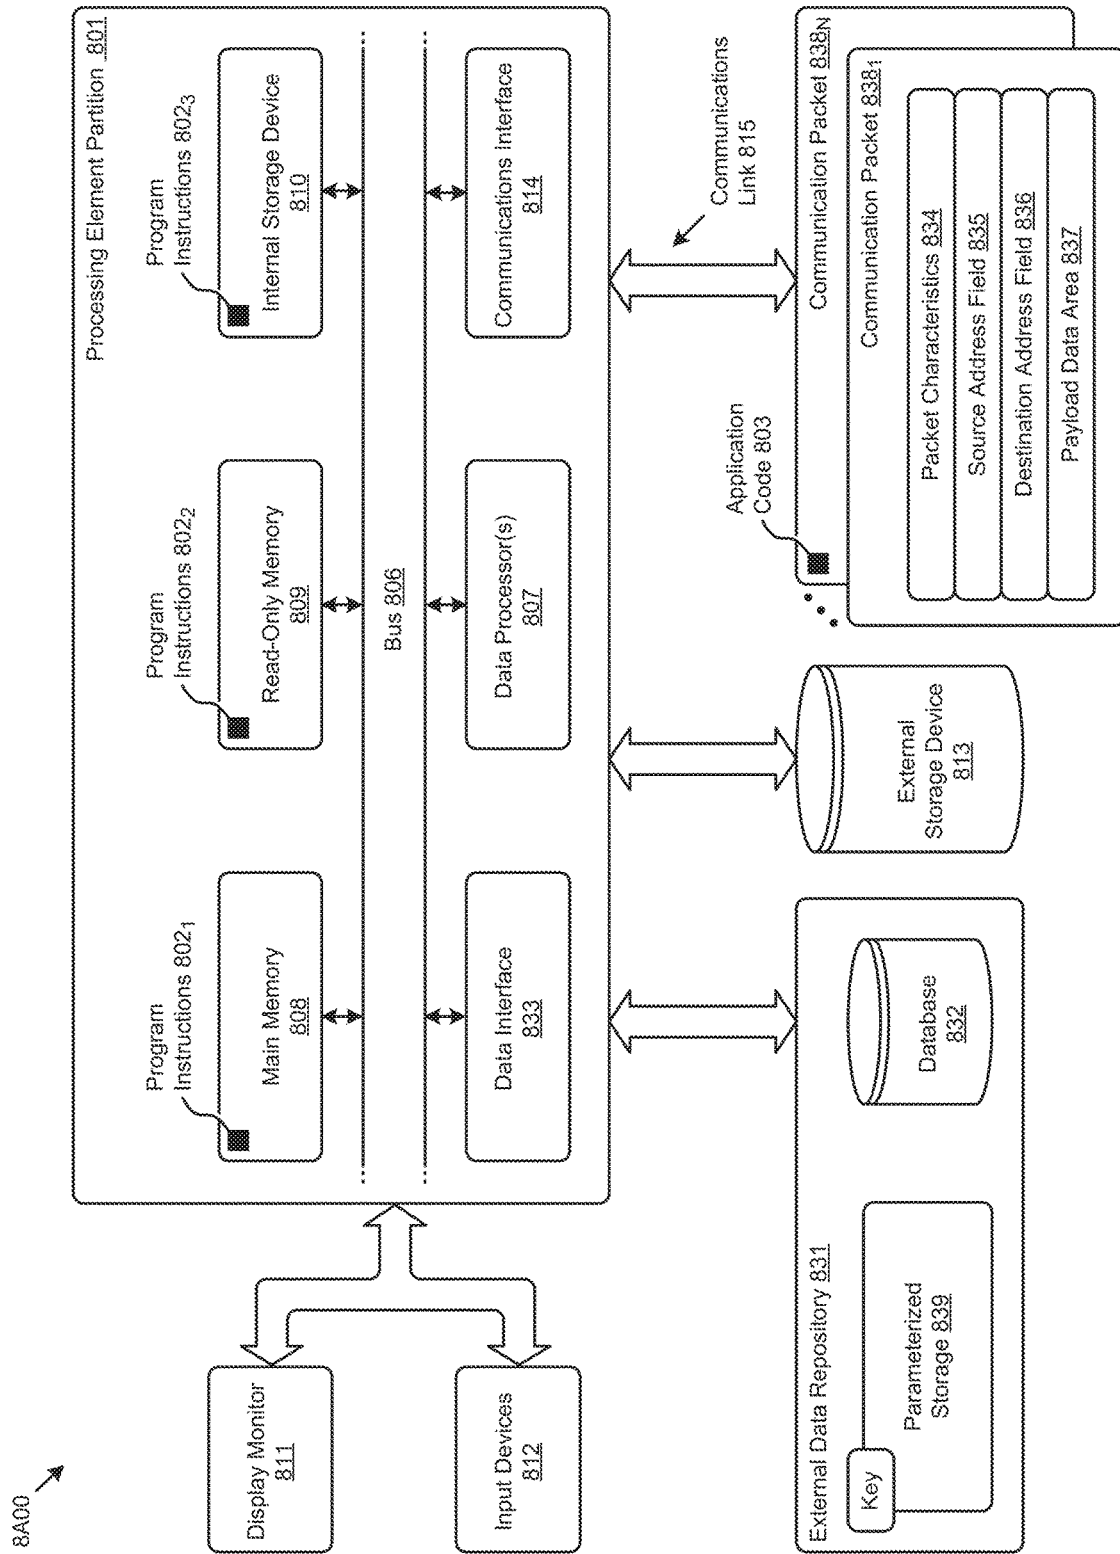 8A00
Processing Element Partition 801
Program
Instructions 802₁
Program
Instructions 802₂
Program
Instructions 802₃
Main Memory
808
Read-Only Memory
809
Internal Storage Device
810
Display Monitor
811
Bus 806
Input Devices
812
Data Interface
833
Data Processor(s)
807
Communications Interface
814
Communications
Link 815
External Data Repository 831
Key
Parameterized
Storage 839
Database
832
External
Storage Device
813
Application
Code 803
Communication Packet 838N
Communication Packet 838₁
Packet Characteristics 834
Source Address Field 835
Destination Address Field 836
Payload Data Area 837